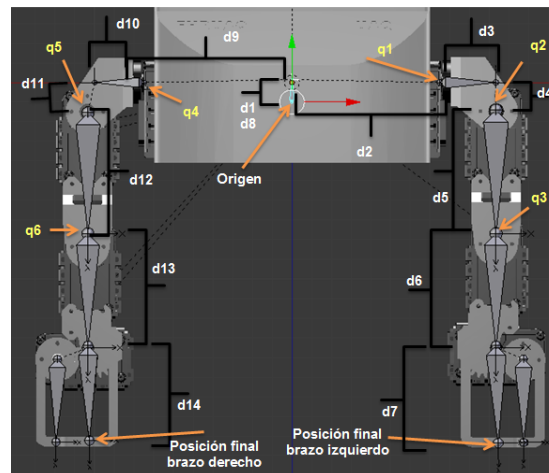 d10
d9
d3
q5
q1
q2
d11
q4
d1
d8
d4
d2
Origen
d12
d5
q6
q3
d13
d6
d14
d7
Posición final
brazo derecho
Posición final
brazo izquierdo